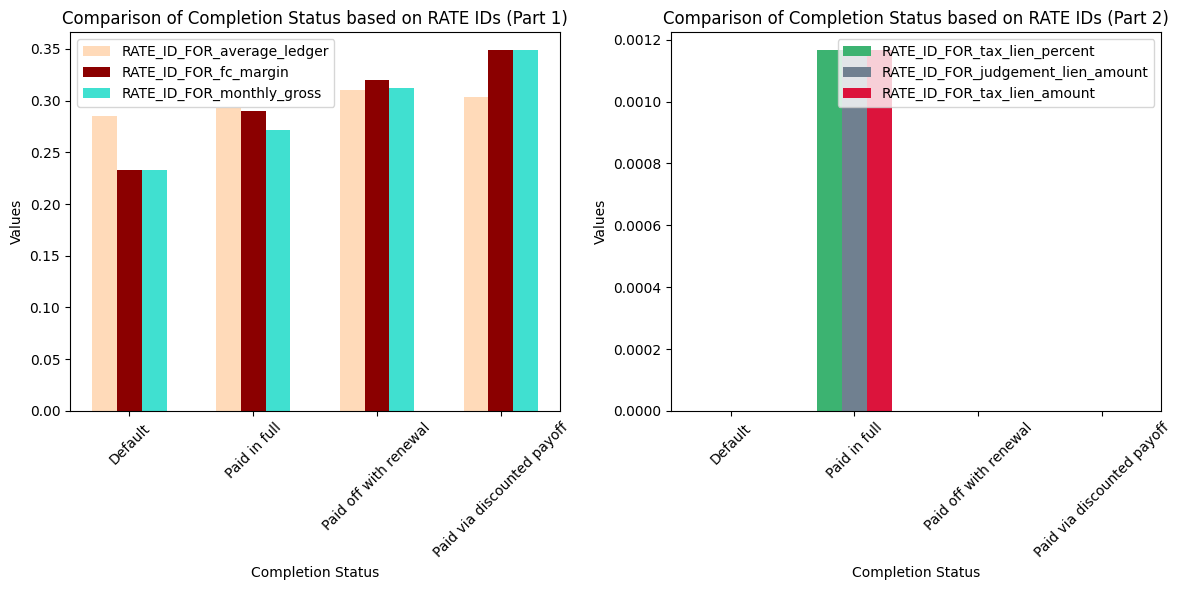 Comparison of Completion Status based on RATE IDs (Part 1)
RATE_ID_FOR_average_ledger
RATE_ID_FOR_fc_margin
RATE_ID_FOR_monthly_gross
Values
0.35
0.30
0.25
0.20
0.15
0.10
0.05
0.00
Default
Paid in full
Paid off with renewal
Paid via discounted payoff
Completion Status
Comparison of Completion Status based on RATE IDs (Part 2)
RATE_ID_FOR_tax_lien_percent
RATE_ID_FOR_judgement_lien_amount
RATE_ID_FOR_tax_lien_amount
Values
0.0012
0.0010
0.0008
0.0006
0.0004
0.0002
0.0000
Default
Paid in full
Paid off with renewal
Paid via discounted payoff
Completion Status